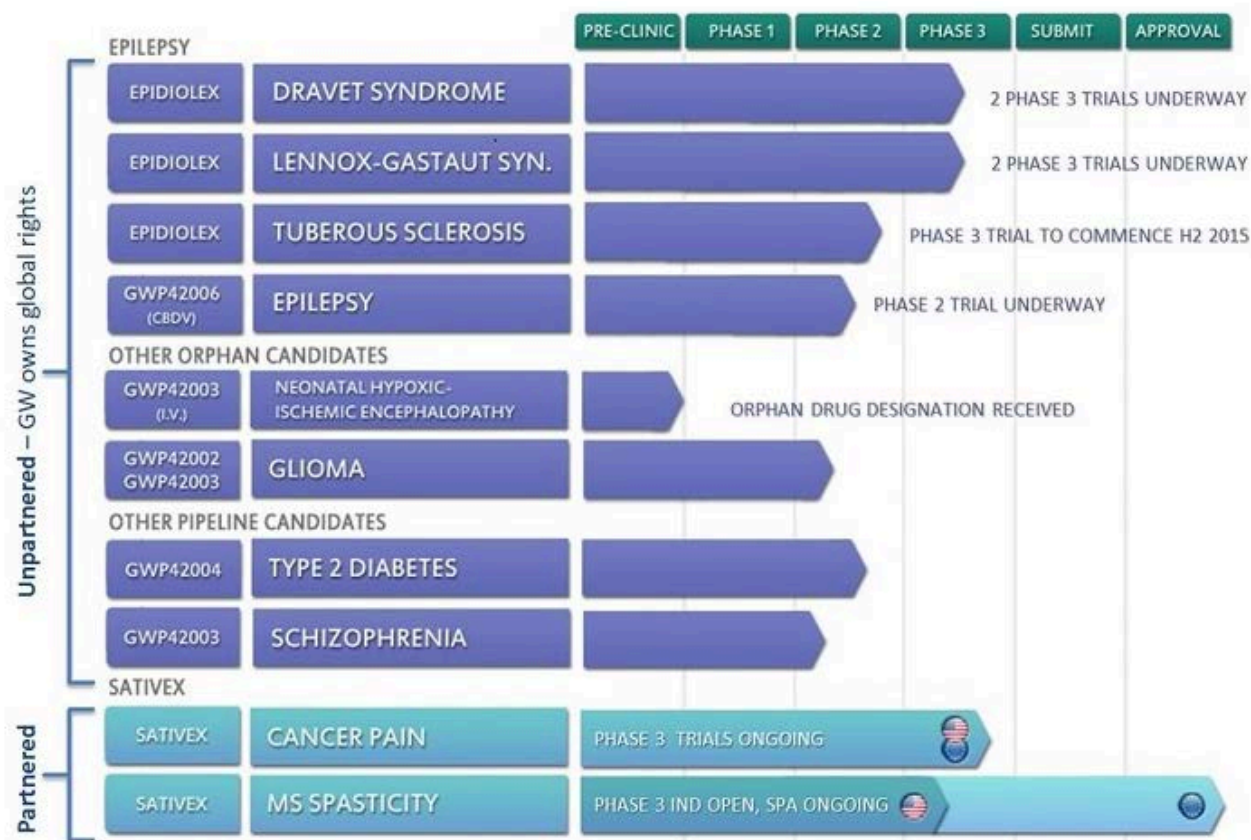 PRE-CLINIC PHASE 1 PHASE 2 PHASE 3 SUBMIT APPROVAL
Unpartnered – GW owns global rights
EPILEPSY
EPIDIOLEX DRAVET SYNDROME 2 PHASE 3 TRIALS UNDERWAY
EPIDIOLEX LENNOX-GASTAUT SYN. 2 PHASE 3 TRIALS UNDERWAY
EPIDIOLEX TUBEROUS SCLEROSIS PHASE 3 TRIAL TO COMMENCE H2 2015
GWP42006
(CBDV)
EPILEPSY PHASE 2 TRIAL UNDERWAY
OTHER ORPHAN CANDIDATES
GWP42003
(I.V.)
NEONATAL HYPOXIC-
ISCHEMIC ENCEPHALOPATHY
ORPHAN DRUG DESIGNATION RECEIVED
GWP42002
GWP42003
GLIOMA
OTHER PIPELINE CANDIDATES
GWP42004 TYPE 2 DIABETES
GWP42003 SCHIZOPHRENIA
Partnered
SATIVEX
SATIVEX CANCER PAIN PHASE 3 TRIALS ONGOING
SATIVEX MS SPASTICITY PHASE 3 IND OPEN, SPA ONGOING